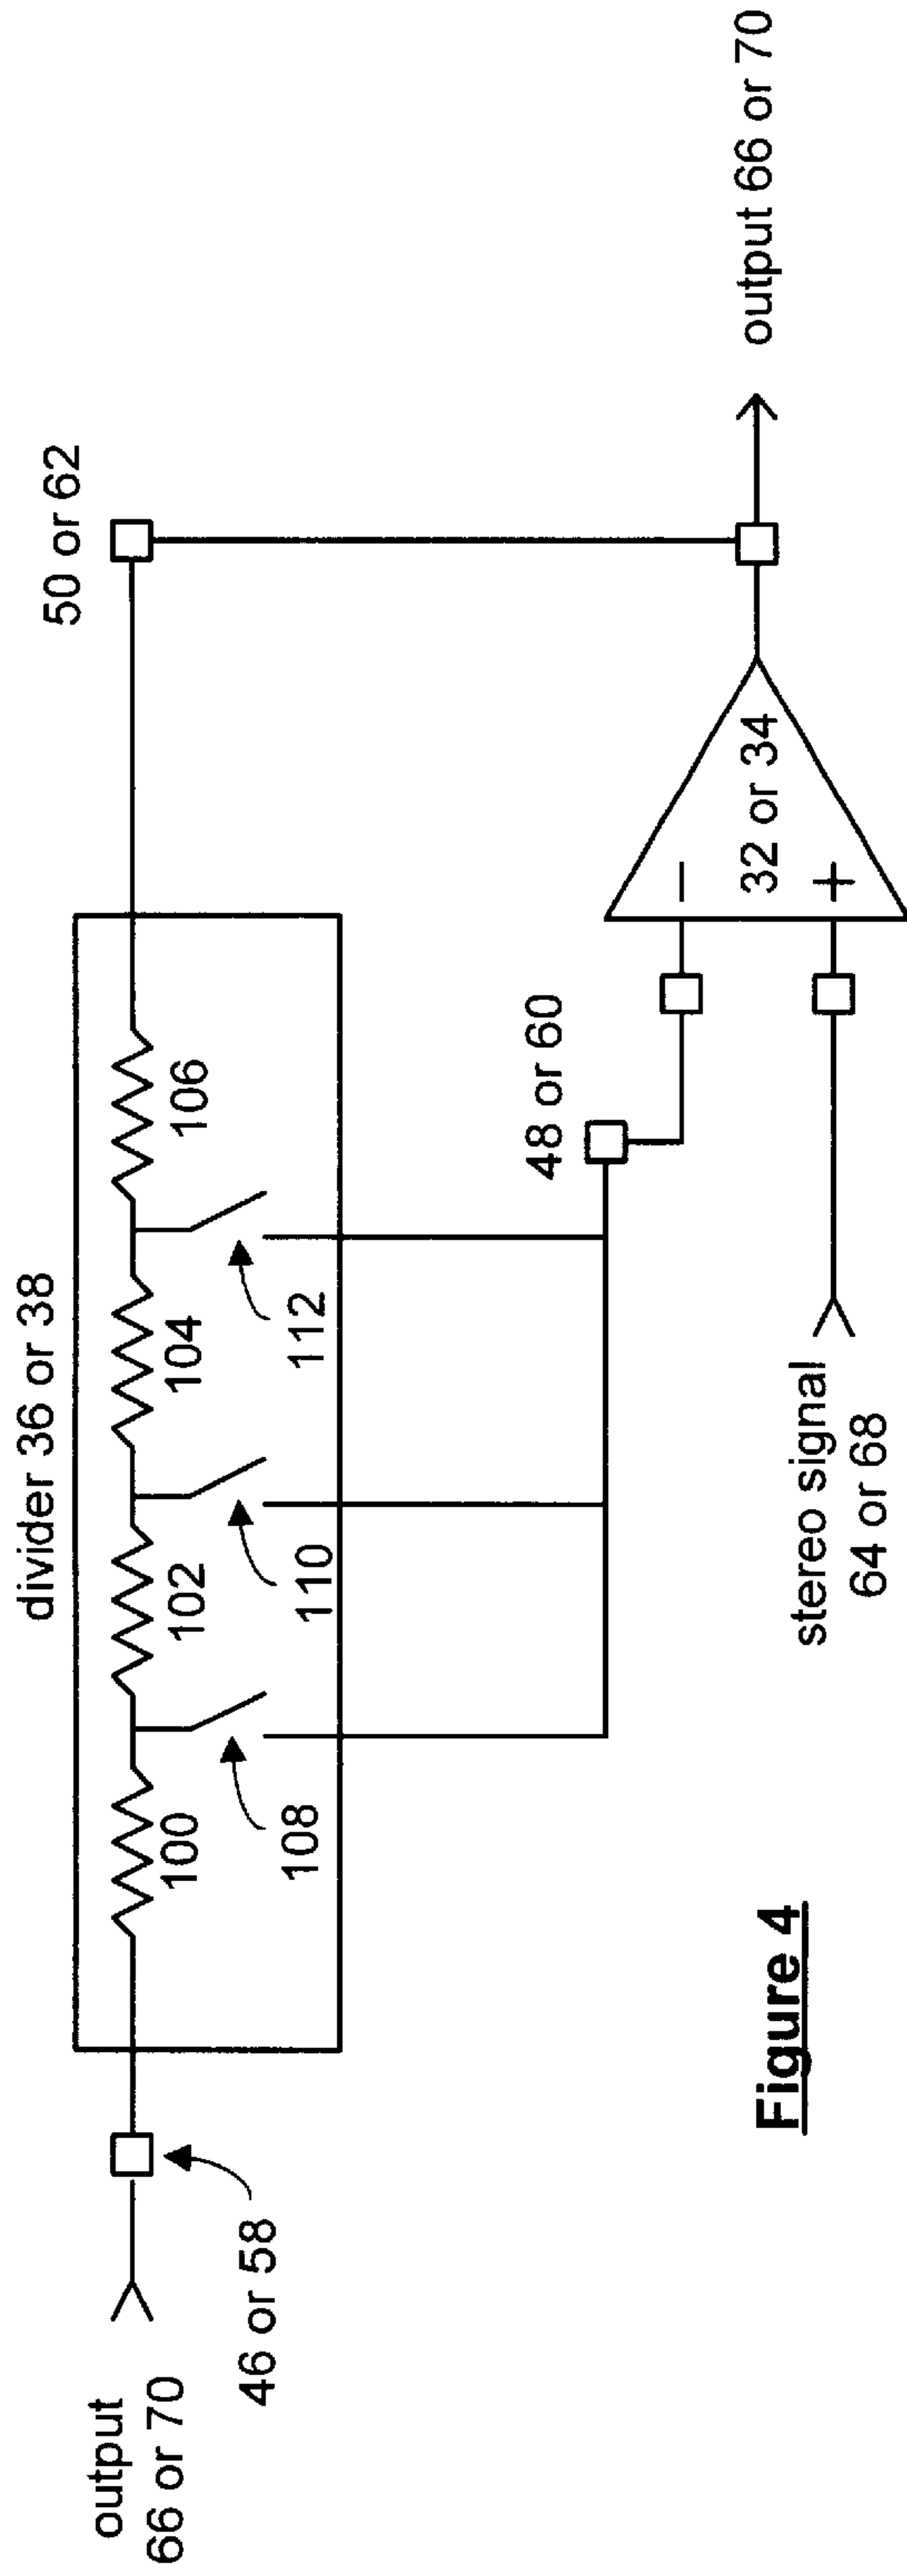 divider 36 or 38
50 or 62
output
66 or 70
46 or 58
100
102
104
106
108
110
112
48 or 60
−
32 or 34
+
output 66 or 70
stereo signal
64 or 68
Figure 4